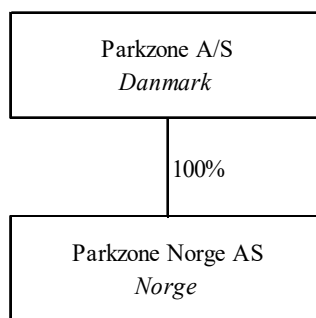 Parkzone A/S
Danmark
100%
Parkzone Norge AS
Norge